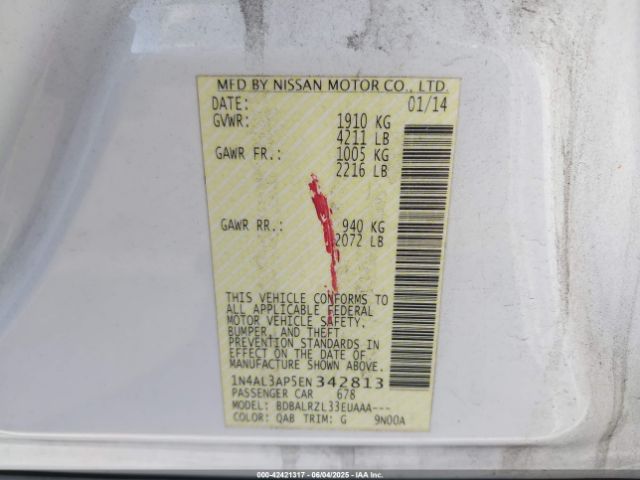 MFD BY NISSAN MOTOR CO., LTD.
DATE: 01/14
GVWR: 1910 KG
4211 LB
GAWR FR.: 1005 KG
2216 LB
GAWR RR.: 940 KG
2072 LB
THIS VEHICLE CONFORMS TO
ALL APPLICABLE FEDERAL
MOTOR VEHICLE SAFETY,
BUMPER, AND THEFT
PREVENTION STANDARDS IN
EFFECT ON THE DATE OF
MANUFACTURE SHOWN ABOVE.
1N4AL3AP5EN342813
PASSENGER CAR 678
MODEL: BDBALRZL33EUAAA---
COLOR: QAB TRIM: G 9N00A
000-42421317 - 06/04/2025 - IAAI.com